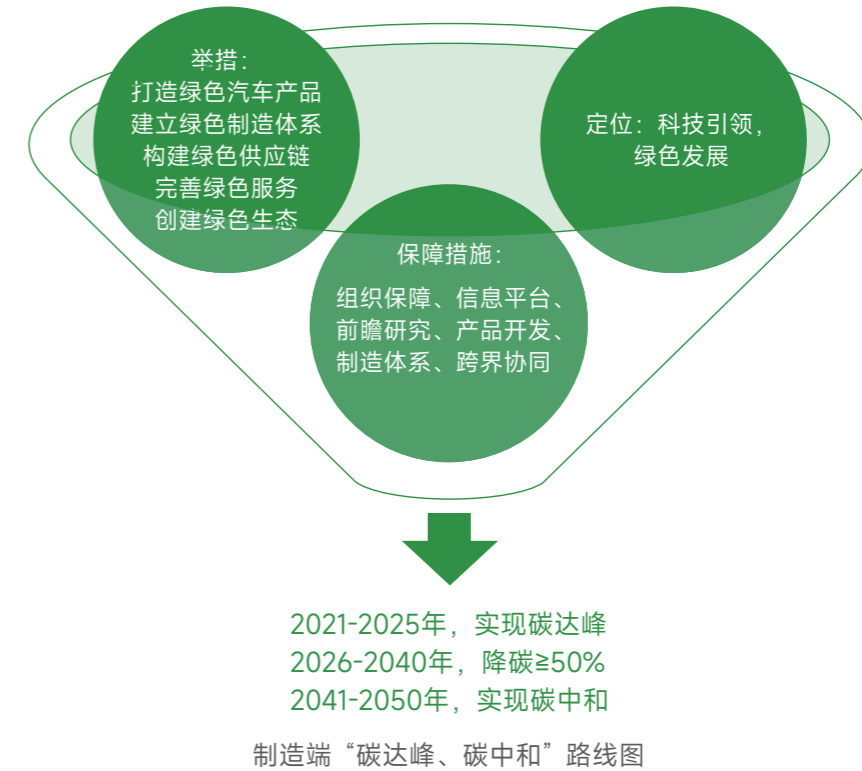 举措：
打造绿色汽车产品
建立绿色制造体系
构建绿色供应链
完善绿色服务
创建绿色生态
定位：科技引领，
绿色发展
保障措施：
组织保障、信息平台、
前瞻研究、产品开发、
制造体系、跨界协同
2021-2025年，实现碳达峰
2026-2040年，降碳≧50%
2041-2050年，实现碳中和
制造端“碳达峰、碳中和”路线图